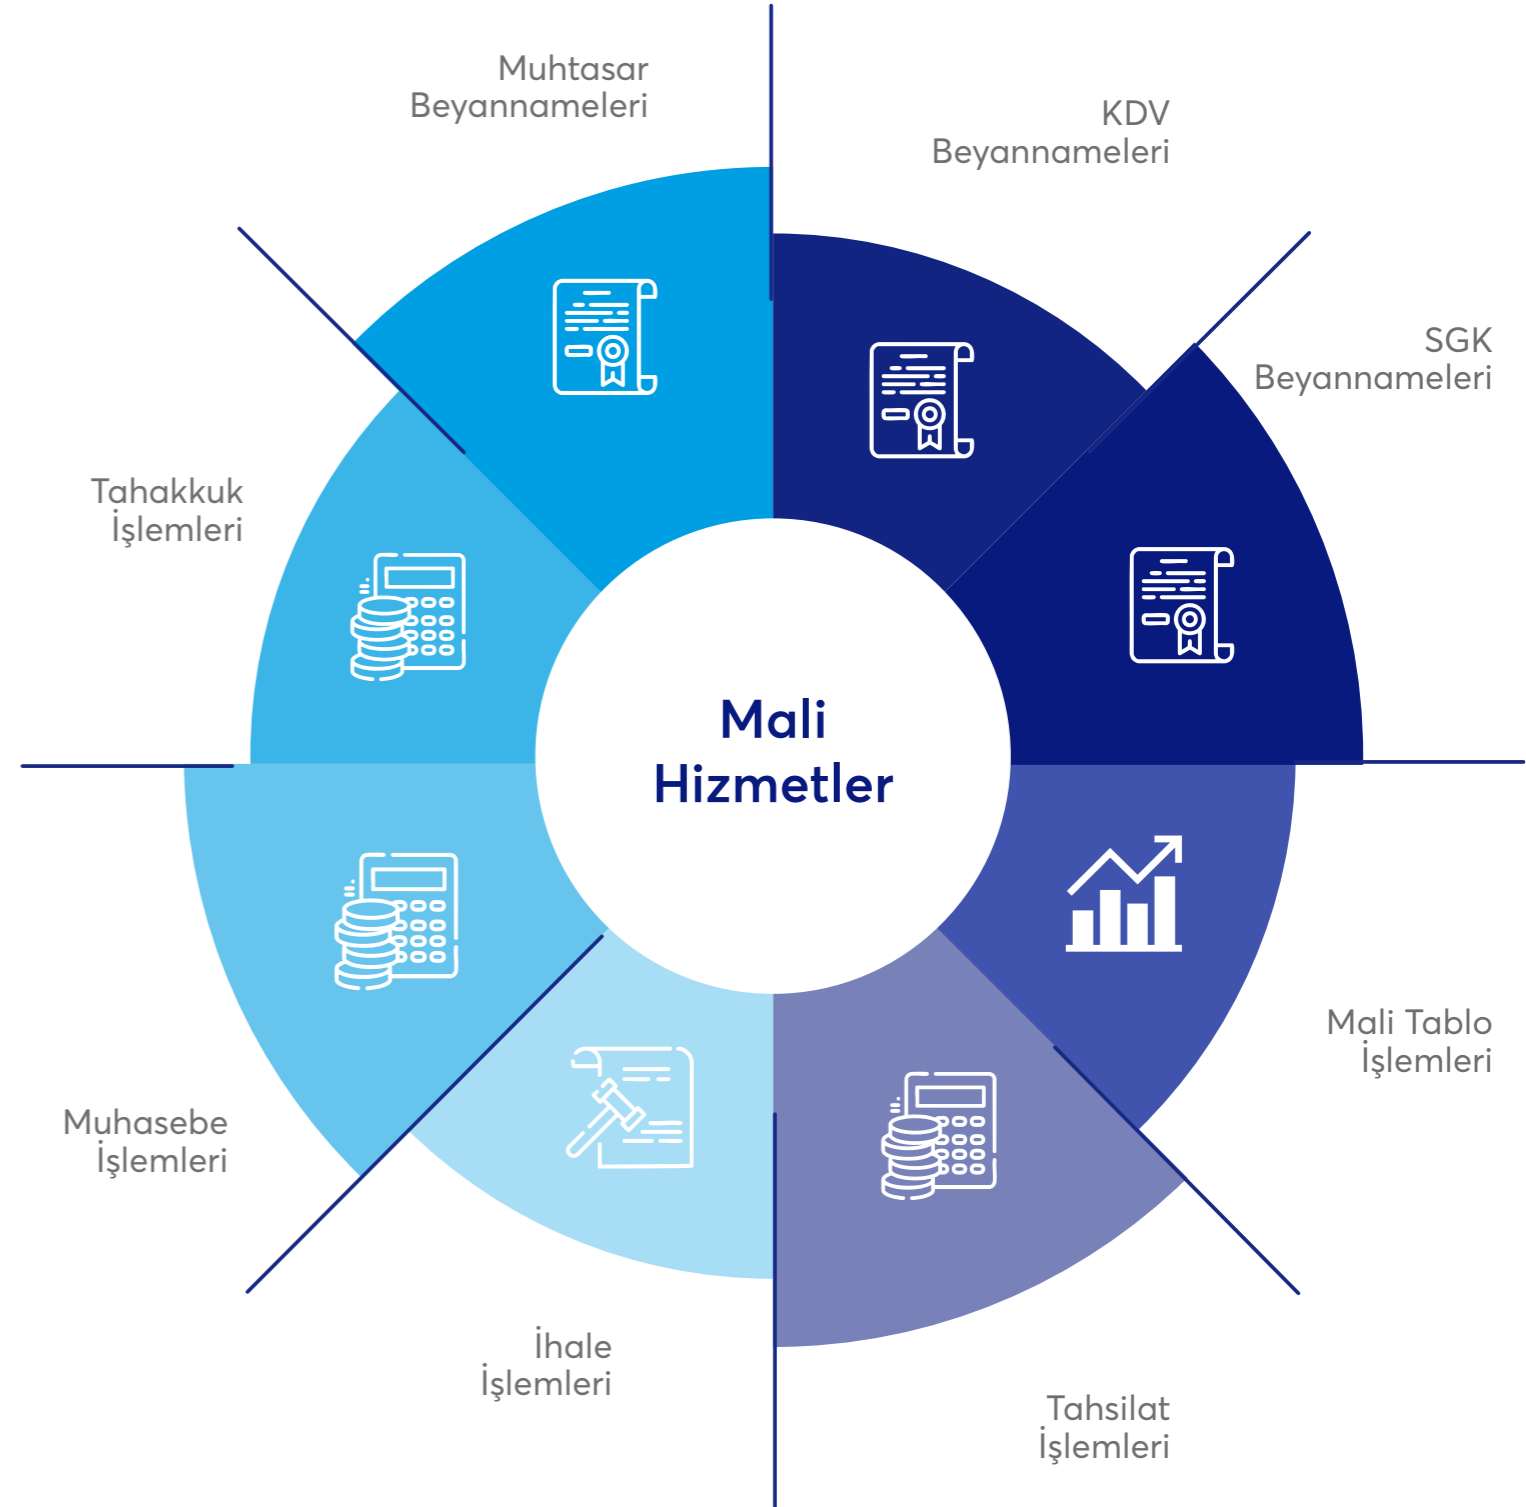 Muhtasar
Beyannameleri
KDV
Beyannameleri
SGK
Beyannameleri
Tahakkuk
İşlemleri
Mali
Hizmetler
Mali Tablo
İşlemleri
Muhasebe
İşlemleri
İhale
İşlemleri
Tahsilat
İşlemleri